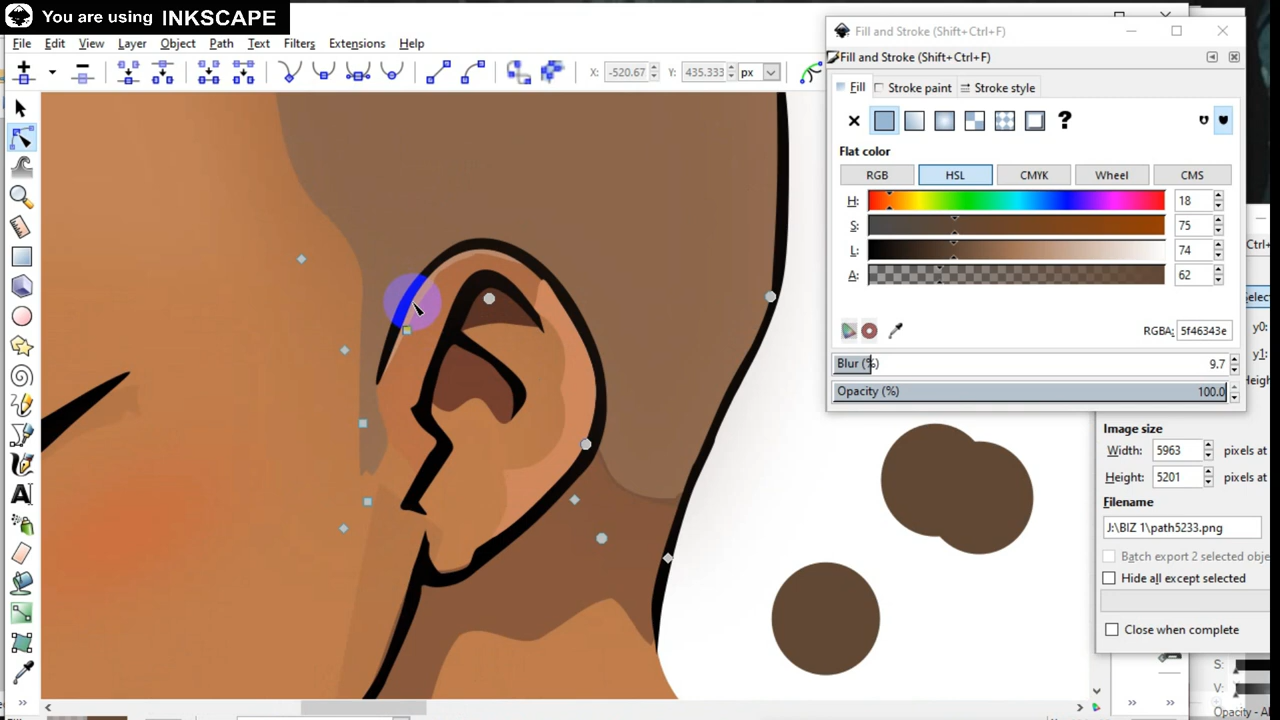 You are using INKSCAPE
File Edit View Layer Object Path Text Filters Extensions Help
X: -520.67 Y: 435.333 px
Fill and Stroke (Shift+Ctrl+F)
Fill and Stroke (Shift+Ctrl+F)
Fill Stroke paint Stroke style
Flat color
RGB HSL CMYK Wheel CMS
H: 18
S: 75
L: 74
A: 62
RGBA: 5f46343e
Blur (%) 9.7
Opacity (%) 100.0
Image size
Width: 5963 pixels at
Height: 5201 pixels at
Filename
J:\BIZ 1\path5233.png
Batch export 2 selected obje
Hide all except selected
Close when complete
y0:
y1:
S:
V: